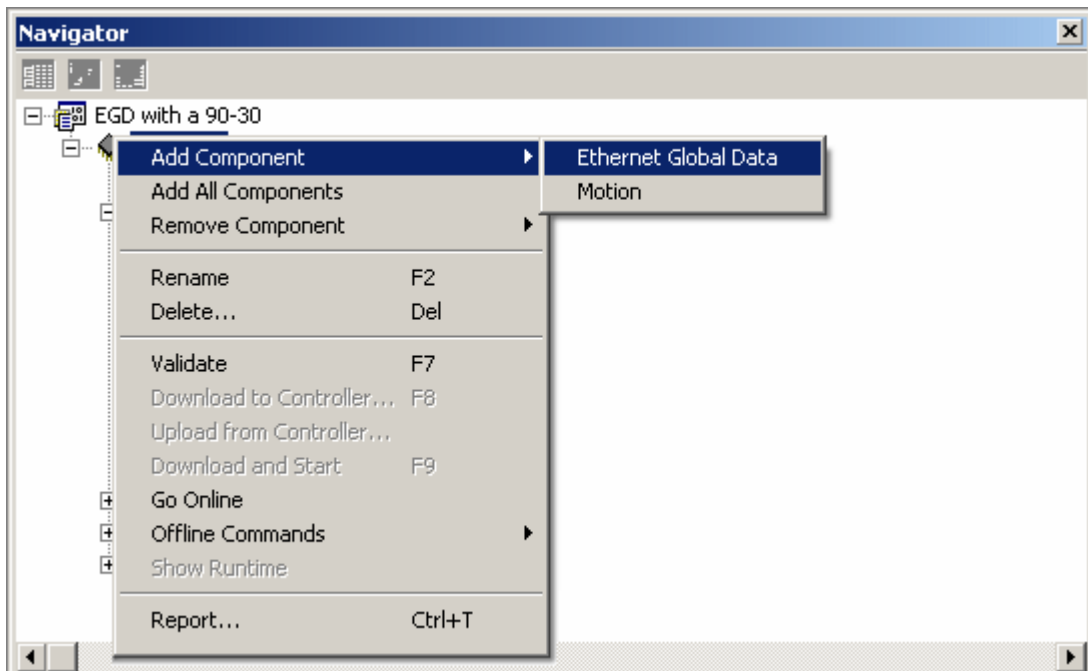 Navigator
EGD with a 90-30
Add Component Ethernet Global Data
Add All Components Motion
Remove Component
Rename F2
Delete... Del
Validate F7
Download to Controller... F8
Upload from Controller...
Download and Start F9
Go Online
Offline Commands
Show Runtime
Report... Ctrl+T